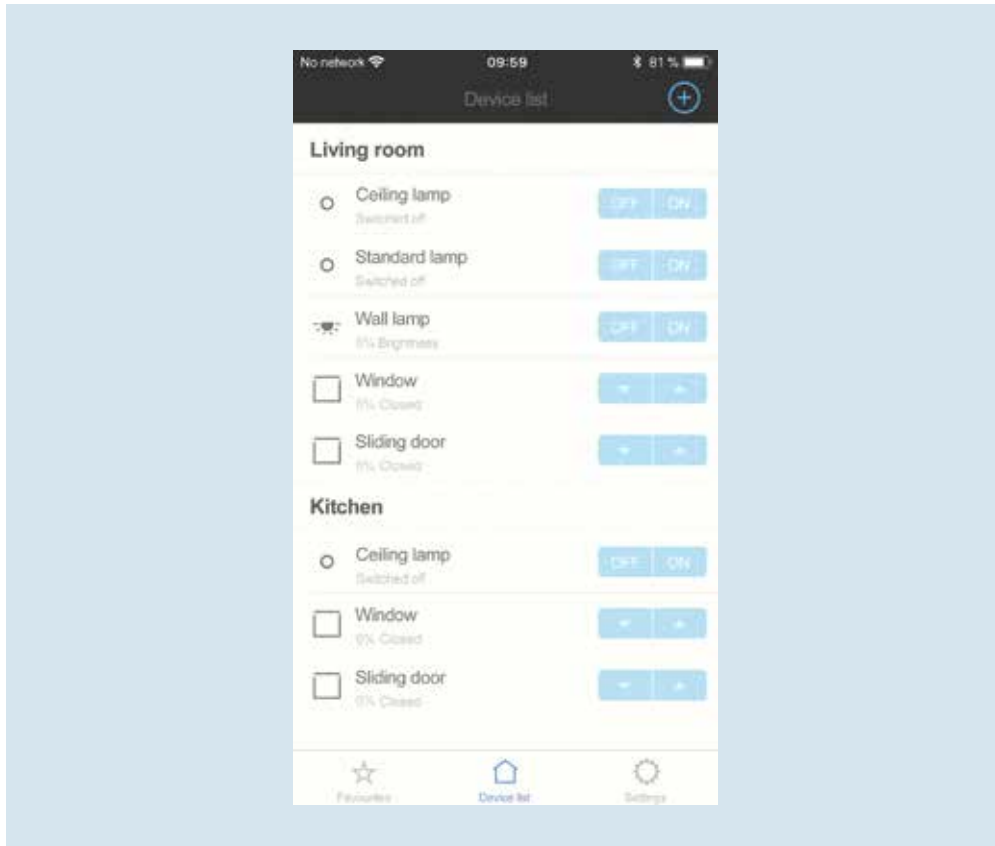 No network 09:59 81 %
Device list
Living room
Ceiling lamp
Switched off
OFF ON
Standard lamp
Switched off
OFF ON
Wall lamp
Brightness
OFF ON
Window
Closed
Sliding door
Closed
Kitchen
Ceiling lamp
Switched off
OFF ON
Window
0% Closed
Sliding door
0% Closed
Favourites Device list Settings